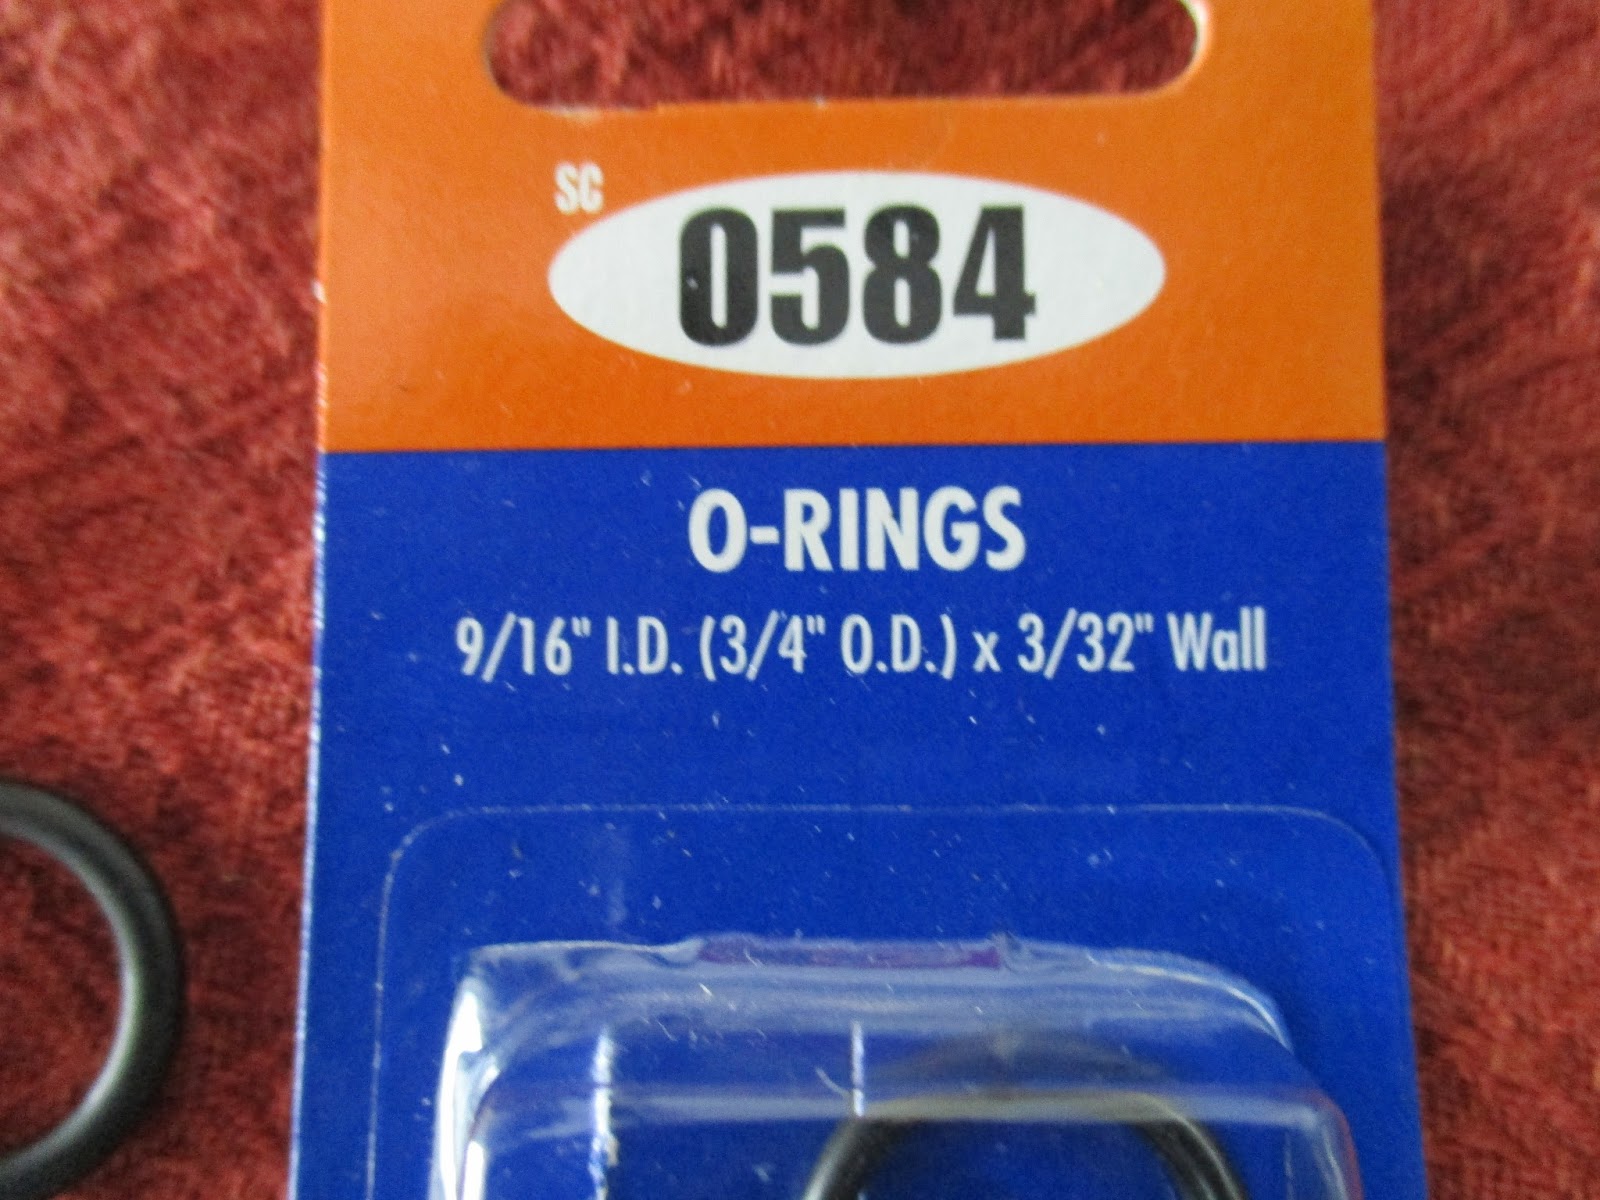 SC
0584
O-RINGS
9/16" I.D. (3/4" O.D.) x 3/32" Wall